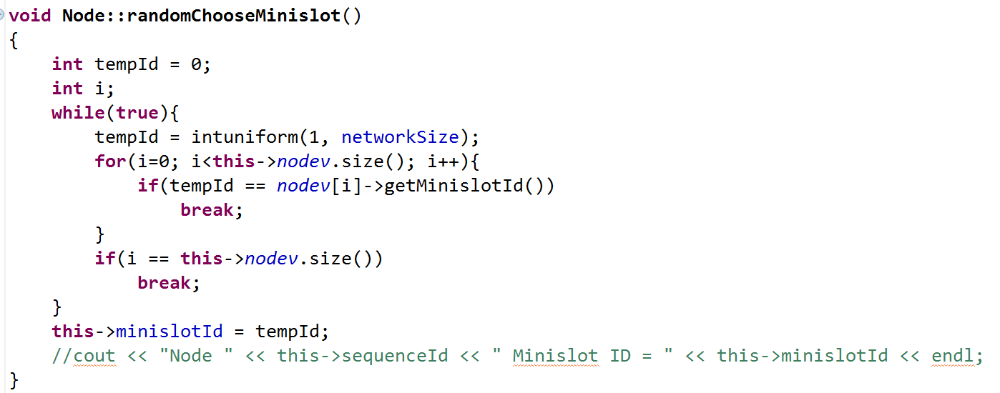 void Node::randomChooseMinislot()
{
    int tempId = 0;
    int i;
    while(true){
        tempId = intuniform(1, networkSize);
        for(i=0; i<this->nodev.size(); i++){
            if(tempId == nodev[i]->getMinislotId())
                break;
        }
        if(i == this->nodev.size())
            break;
    }
    this->minislotId = tempId;
    //cout << "Node " << this->sequenceId << " Minislot ID = " << this->minislotId << endl;
}